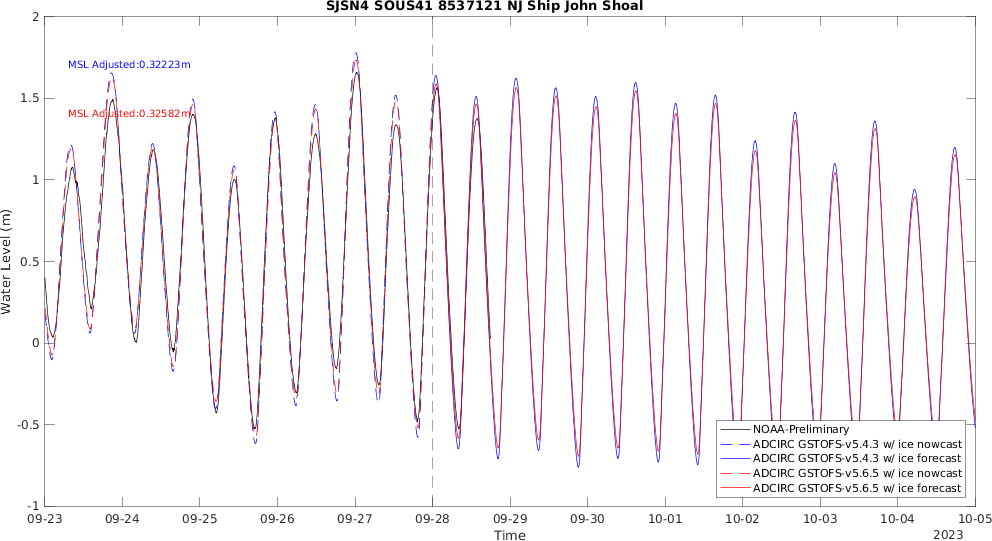 SJSN4 SOUS41 8537121 NJ Ship John Shoal
2
1.5
1
0.5
0
-0.5
-1
Water Level (m)
MSL Adjusted:0.32223m
MSL Adjusted:0.32582m
NOAA-Preliminary
ADCIRC GSTOFS-v5.4.3 w/ ice nowcast
ADCIRC GSTOFS-v5.4.3 w/ ice forecast
ADCIRC GSTOFS-v5.6.5 w/ ice nowcast
ADCIRC GSTOFS-v5.6.5 w/ ice forecast
09-23 09-24 09-25 09-26 09-27 09-28 09-29 09-30 10-01 10-02 10-03 10-04 10-05
Time
2023